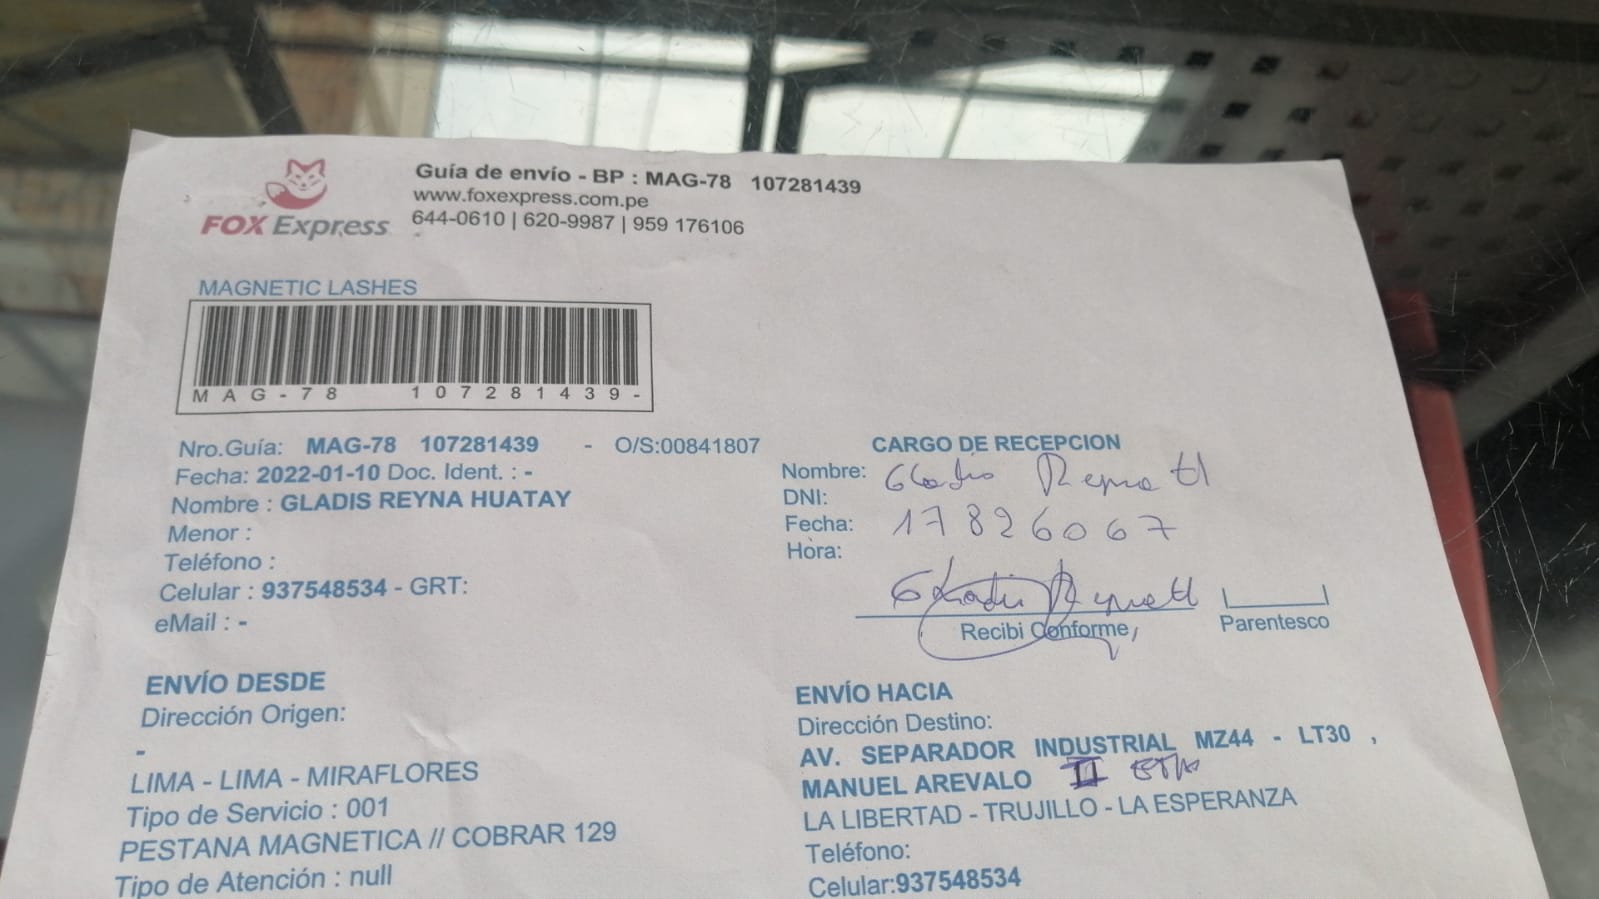 FOX Express
Guía de envío - BP : MAG-78 107281439
www.foxexpress.com.pe
644-0610 | 620-9987 | 959 176106
MAGNETIC LASHES
MAG-78 107281439-
Nro.Guía: MAG-78 107281439 - O/S:00841807
Fecha: 2022-01-10 Doc. Ident. : -
Nombre : GLADIS REYNA HUATAY
Menor :
Teléfono :
Celular : 937548534 - GRT:
eMail : -
CARGO DE RECEPCION
Nombre: Gladis Reyna H
DNI:
Fecha: 17826067
Hora:
Gladis Reyna H
Recibi Conforme,
Parentesco
ENVÍO DESDE
Dirección Origen:
-
LIMA - LIMA - MIRAFLORES
Tipo de Servicio : 001
PESTANA MAGNETICA // COBRAR 129
Tipo de Atención : null
ENVÍO HACIA
Dirección Destino:
AV. SEPARADOR INDUSTRIAL MZ44 - LT30 ,
MANUEL AREVALO II
LA LIBERTAD - TRUJILLO - LA ESPERANZA
Teléfono:
Celular:937548534